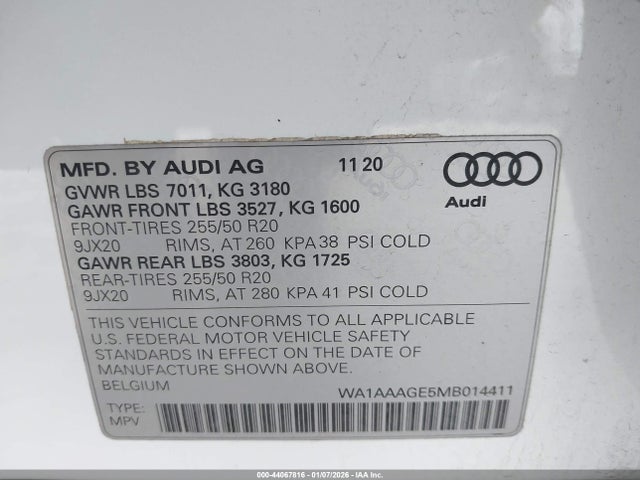 MFD. BY AUDI AG 11 20
GVWR LBS 7011, KG 3180
GAWR FRONT LBS 3527, KG 1600
FRONT-TIRES 255/50 R20
9JX20 RIMS, AT 260 KPA 38 PSI COLD
GAWR REAR LBS 3803, KG 1725
REAR-TIRES 255/50 R20
9JX20 RIMS, AT 280 KPA 41 PSI COLD
Audi
THIS VEHICLE CONFORMS TO ALL APPLICABLE
U.S. FEDERAL MOTOR VEHICLE SAFETY
STANDARDS IN EFFECT ON THE DATE OF
MANUFACTURE SHOWN ABOVE.
BELGIUM WA1AAAGE5MB014411
TYPE:
MPV
000-44067816 - 01/07/2026 - IAA